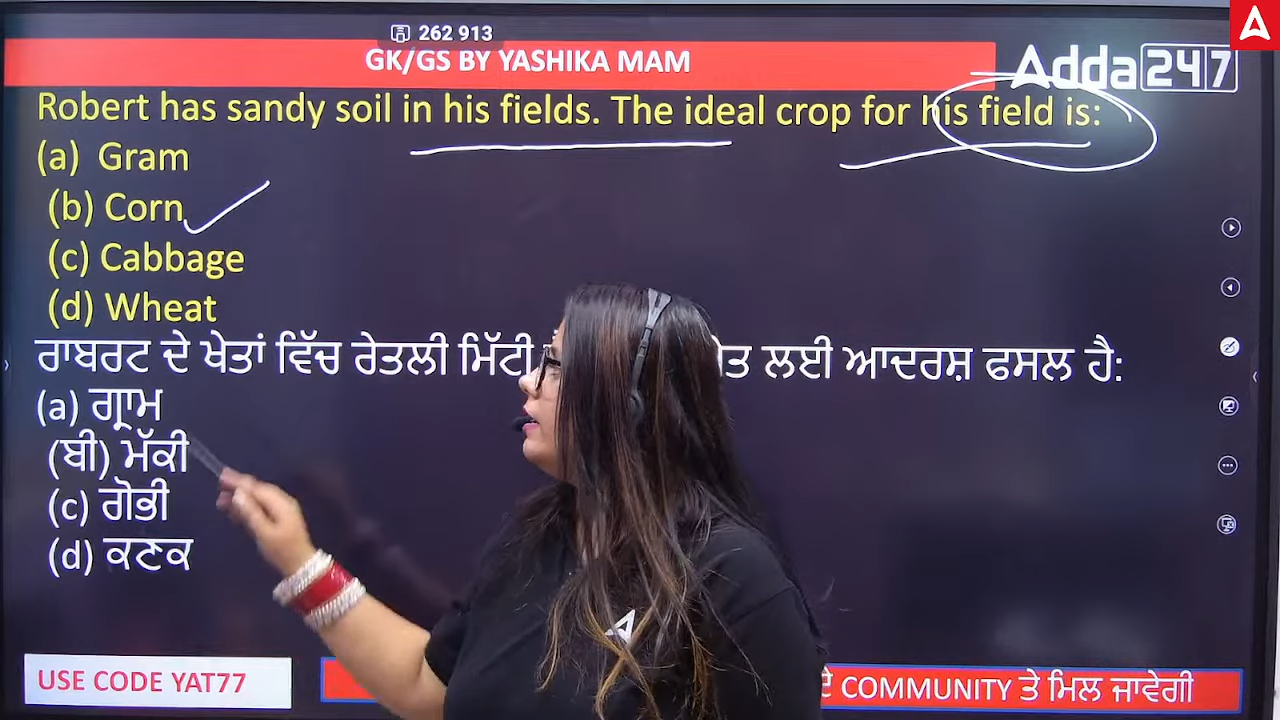 262 913
GK/GS BY YASHIKA MAM
Adda247
Robert has sandy soil in his fields. The ideal crop for his field is:
(a) Gram
(b) Corn
(c) Cabbage
(d) Wheat
ਰਾਬਰਟ ਦੇ ਖੇਤਾਂ ਵਿੱਚ ਰੇਤਲੀ ਮਿੱਟੀ ਲਈ ਆਦਰਸ਼ ਫਸਲ ਹੈ:
(a) ਗ੍ਰਾਮ
(ਬੀ) ਮੱਕੀ
(c) ਗੋਭੀ
(d) ਕਣਕ
USE CODE YAT77
COMMUNITY ਤੇ ਮਿਲ ਜਾਵੇਗੀ